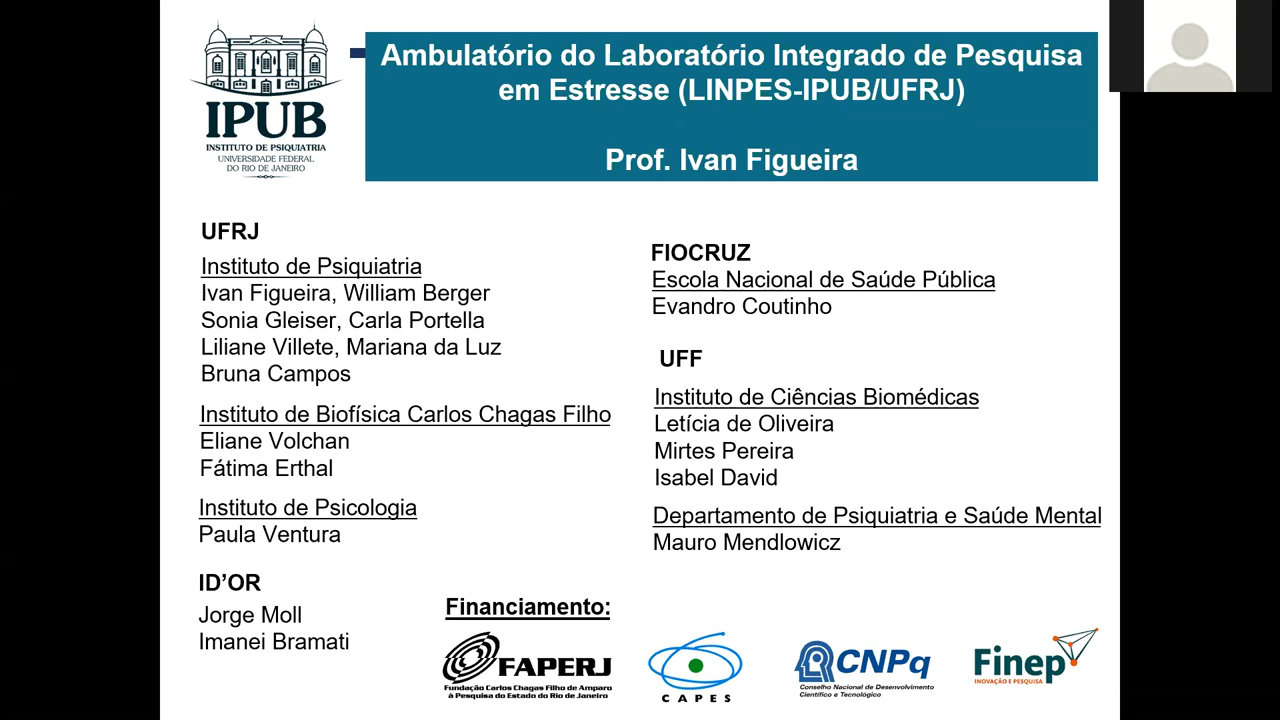 IPUB
INSTITUTO DE PSIQUIATRIA
UNIVERSIDADE FEDERAL
DO RIO DE JANEIRO
Ambulatório do Laboratório Integrado de Pesquisa
em Estresse (LINPES-IPUB/UFRJ)
Prof. Ivan Figueira
UFRJ
Instituto de Psiquiatria
Ivan Figueira, William Berger
Sonia Gleiser, Carla Portella
Liliane Villete, Mariana da Luz
Bruna Campos
Instituto de Biofísica Carlos Chagas Filho
Eliane Volchan
Fátima Erthal
Instituto de Psicologia
Paula Ventura
ID’OR
Jorge Moll
Imanei Bramati
FIOCRUZ
Escola Nacional de Saúde Pública
Evandro Coutinho
UFF
Instituto de Ciências Biomédicas
Letícia de Oliveira
Mirtes Pereira
Isabel David
Departamento de Psiquiatria e Saúde Mental
Mauro Mendlowicz
Financiamento:
FAPERJ
Fundação Carlos Chagas Filho de Amparo
à Pesquisa do Estado do Rio de Janeiro
CAPES
CNPq
Conselho Nacional de Desenvolvimento
Científico e Tecnológico
Finep
INOVAÇÃO E PESQUISA